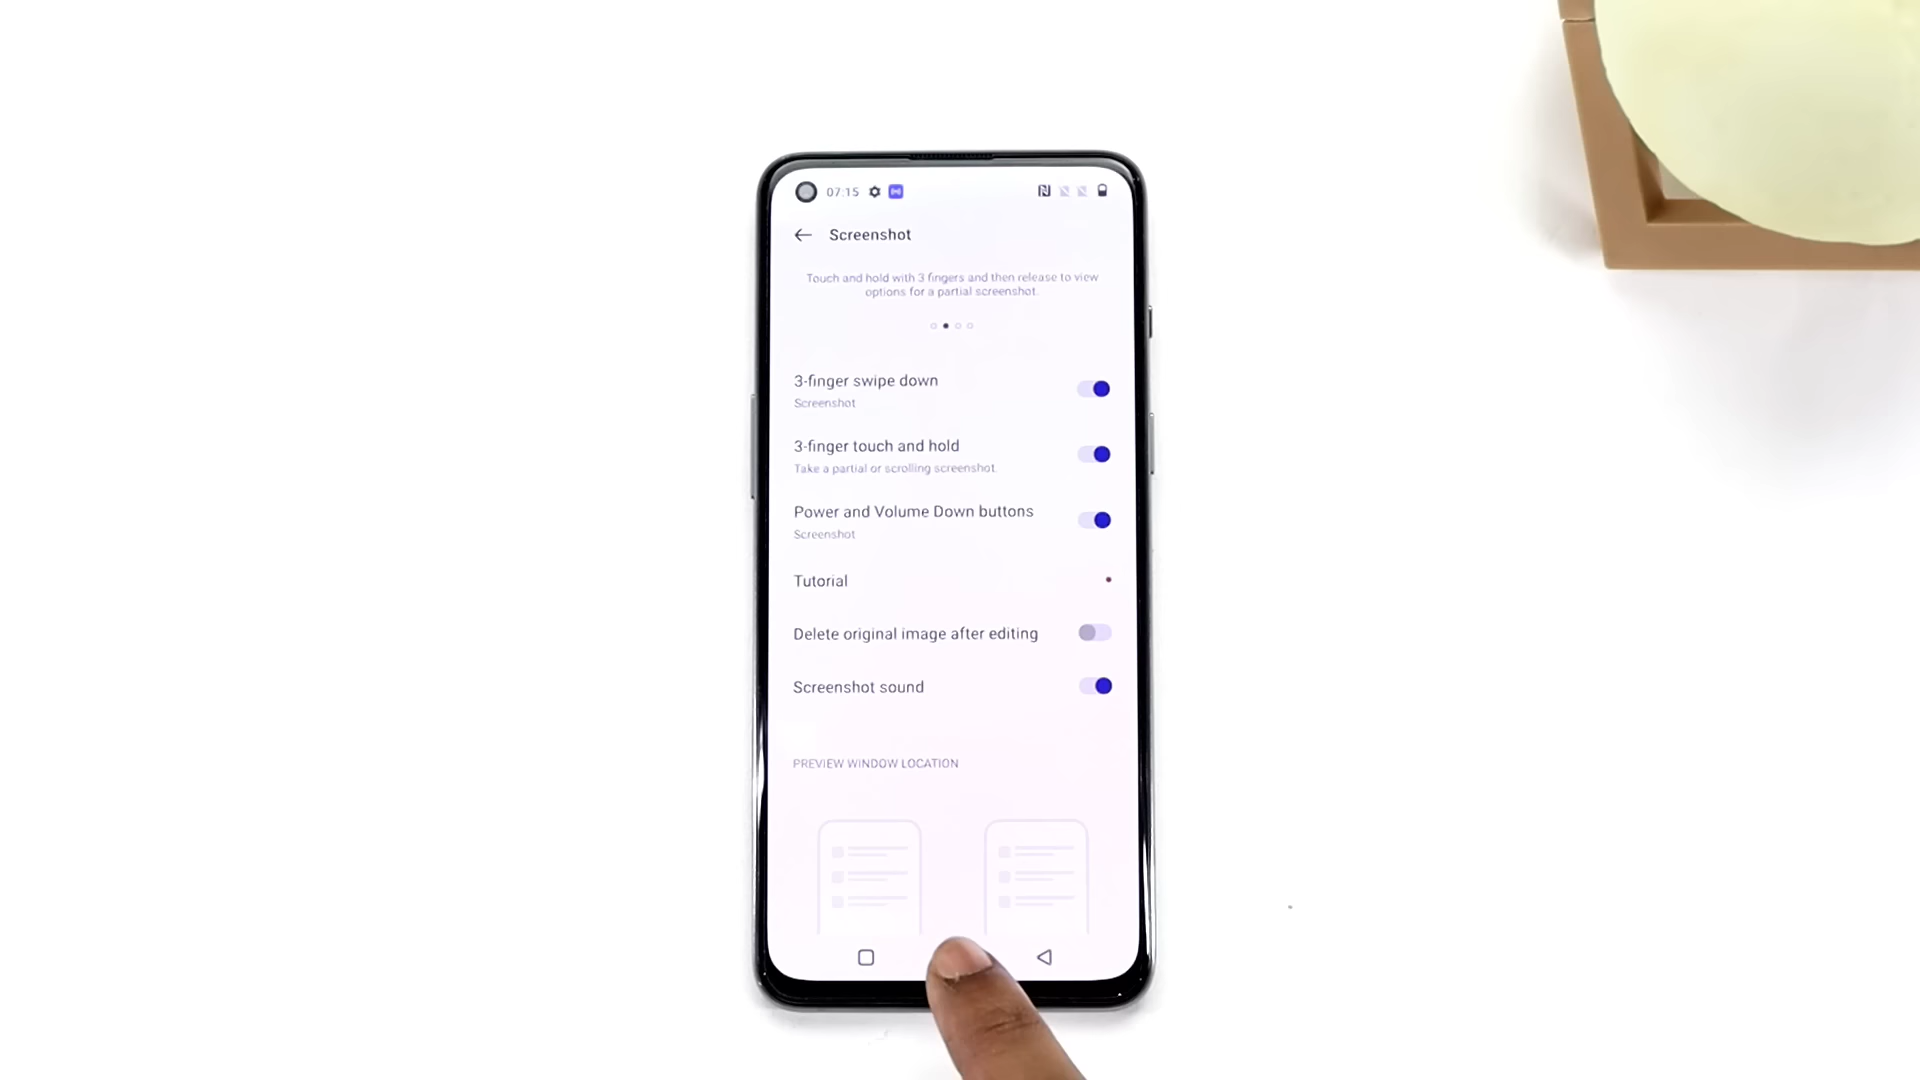 07:15
Screenshot
Touch and hold with 3 fingers and then release to view
options for a partial screenshot.
3-finger swipe down
Screenshot
3-finger touch and hold
Take a partial or scrolling screenshot.
Power and Volume Down buttons
Screenshot
Tutorial
Delete original image after editing
Screenshot sound
PREVIEW WINDOW LOCATION